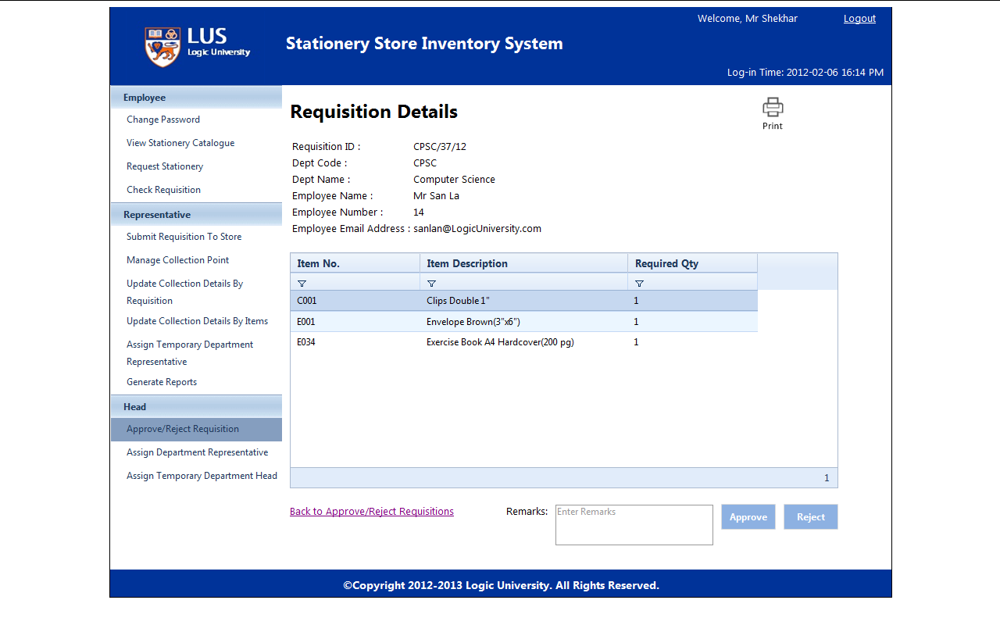 Welcome, Mr Shekhar Logout
LUS
Logic University
Stationery Store Inventory System
Log-in Time: 2012-02-06 16:14 PM
Employee
Change Password
View Stationery Catalogue
Request Stationery
Check Requisition
Representative
Submit Requisition To Store
Manage Collection Point
Update Collection Details By
Requisition
Update Collection Details By Items
Assign Temporary Department
Representative
Generate Reports
Head
Approve/Reject Requisition
Assign Department Representative
Assign Temporary Department Head
Requisition Details
Print
Requisition ID : CPSC/37/12
Dept Code : CPSC
Dept Name : Computer Science
Employee Name : Mr San La
Employee Number : 14
Employee Email Address : sanlan@LogicUniversity.com
Item No. Item Description Required Qty
C001 Clips Double 1" 1
E001 Envelope Brown(3"x6") 1
E034 Exercise Book A4 Hardcover(200 pg) 1
1
Back to Approve/Reject Requisitions Remarks: Enter Remarks Approve Reject
©Copyright 2012-2013 Logic University. All Rights Reserved.